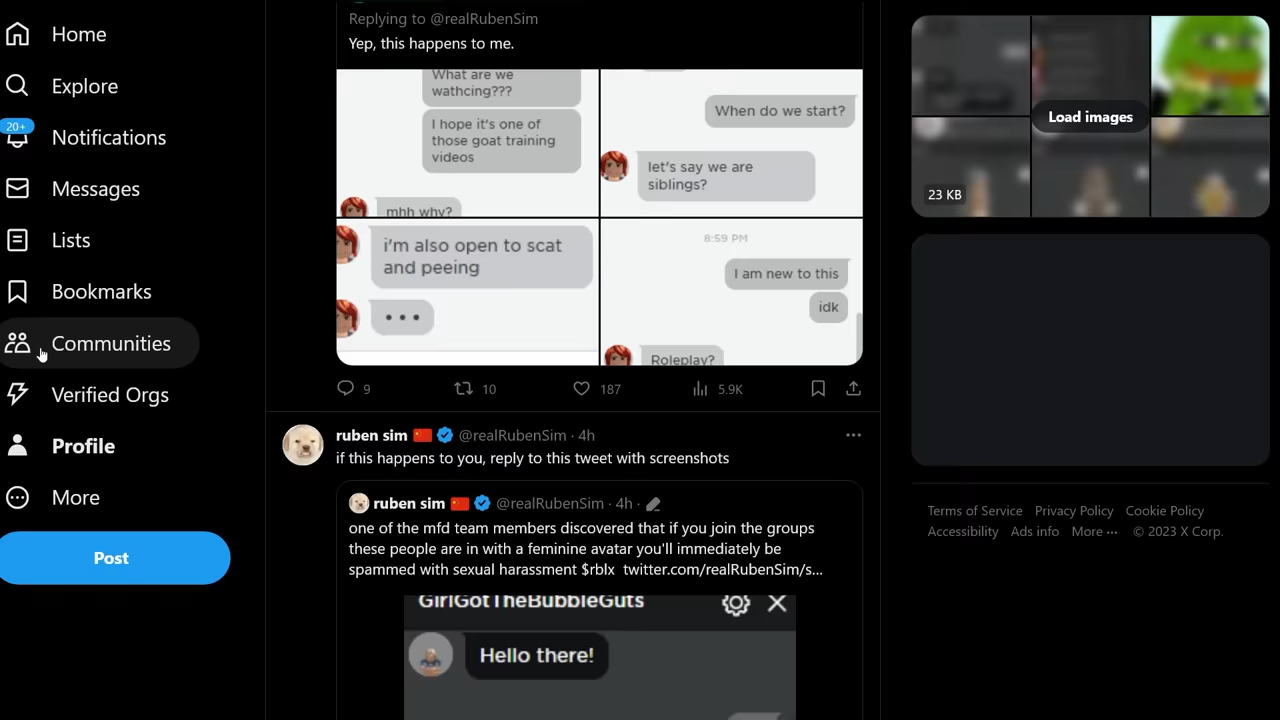 Home
Explore
20+
Notifications
Messages
Lists
Bookmarks
Communities
Verified Orgs
Profile
More
Post
Replying to @realRubenSim
Yep, this happens to me.
What are we
wathcing???
I hope it's one of
those goat training
videos
mhh why?
When do we start?
let's say we are
siblings?
i'm also open to scat
and peeing
8:59 PM
I am new to this
idk
Roleplay?
9
10
187
5.9K
ruben sim @realRubenSim · 4h
if this happens to you, reply to this tweet with screenshots
ruben sim @realRubenSim · 4h ·
one of the mfd team members discovered that if you join the groups
these people are in with a feminine avatar you'll immediately be
spammed with sexual harassment $rblx twitter.com/realRubenSim/s...
GirlGotTheBubbleGuts
Hello there!
Load images
23 KB
Terms of Service Privacy Policy Cookie Policy
Accessibility Ads info More ··· © 2023 X Corp.